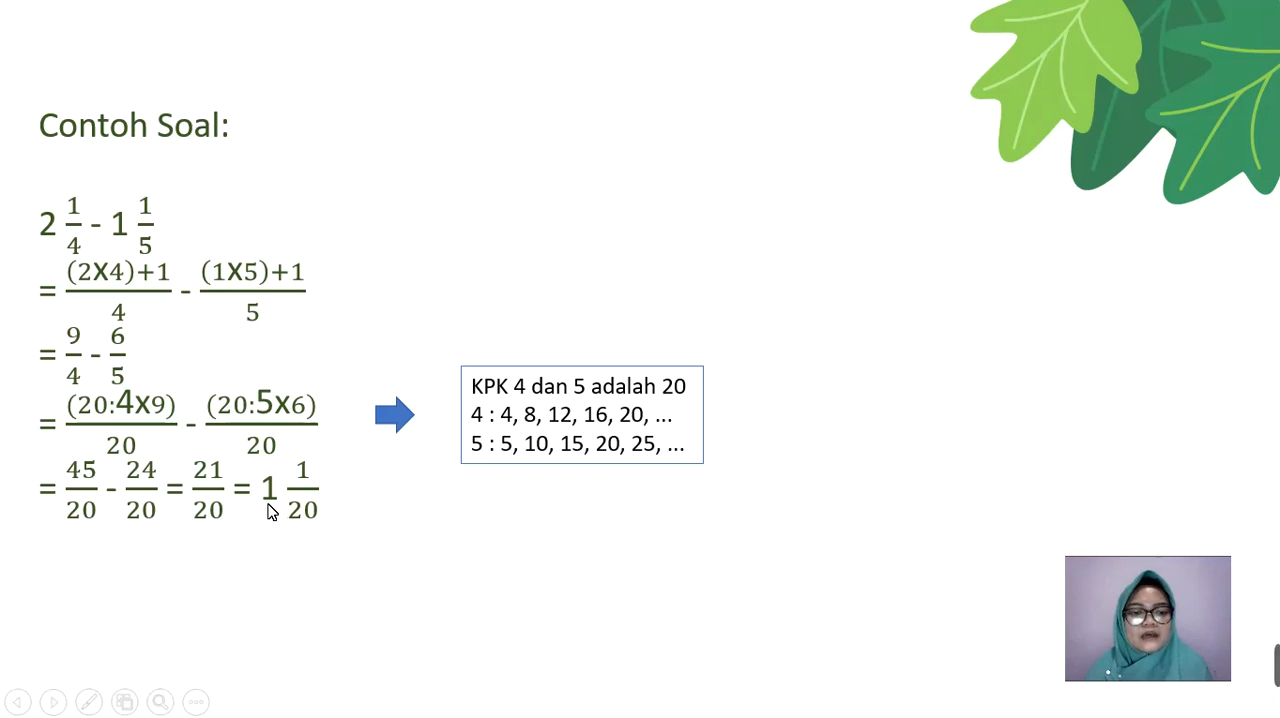 Contoh Soal:
2 1/4 - 1 1/5
= (2X4)+1/4 - (1X5)+1/5
= 9/4 - 6/5
= (20:4x9)/20 - (20:5x6)/20
= 45/20 - 24/20 = 21/20 = 1 1/20
KPK 4 dan 5 adalah 20
4 : 4, 8, 12, 16, 20, ...
5 : 5, 10, 15, 20, 25, ...